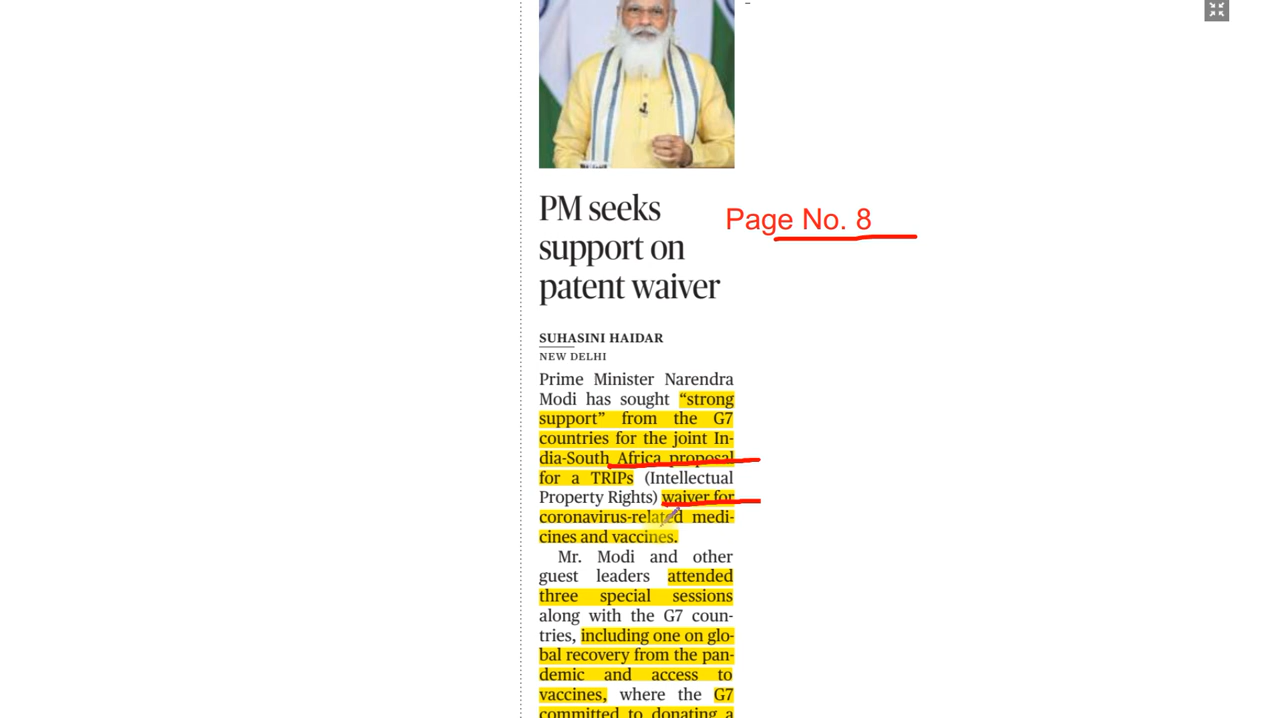 PM seeks
support on
patent waiver
Page No. 8
SUHASINI HAIDAR
NEW DELHI
Prime Minister Narendra
Modi has sought “strong
support” from the G7
countries for the joint In-
dia-South Africa proposal
for a TRIPs (Intellectual
Property Rights) waiver for
coronavirus-related medi-
cines and vaccines.
Mr. Modi and other
guest leaders attended
three special sessions
along with the G7 coun-
tries, including one on glo-
bal recovery from the pan-
demic and access to
vaccines, where the G7
committed to donating a